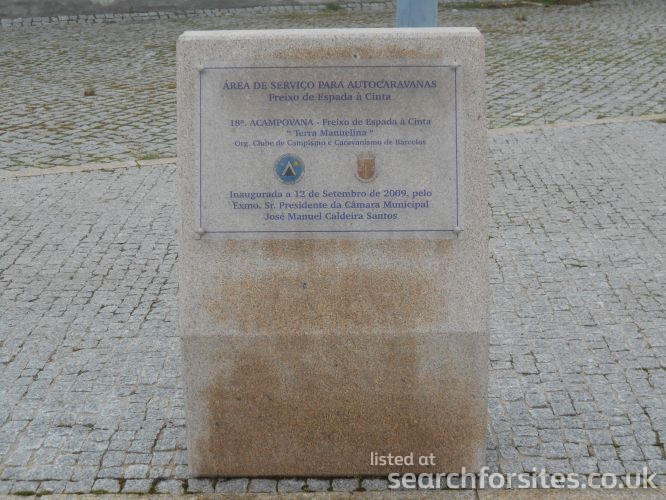 ÁREA DE SERVIÇO PARA AUTOCARAVANAS
Freixo de Espada à Cinta
18ª. ACAMPOVANA - Freixo de Espada à Cinta
" Terra Manuelina "
Org. Clube de Campismo e Caravanismo de Barcelos
Inaugurada a 12 de Setembro de 2009, pelo
Exmo. Sr. Presidente da Câmara Municipal
José Manuel Caldeira Santos
listed at
searchforsites.co.uk